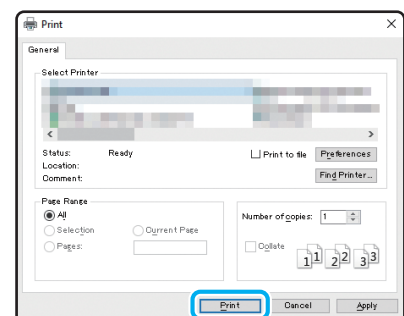 Print
General
Select Printer
Status: Ready
Print to file
Preferences
Location:
Comment:
Find Printer...
Page Range
All
Selection
Current Page
Pages:
Number of copies: 1
Collate
1 1 2 2 3 3
Print
Cancel
Apply